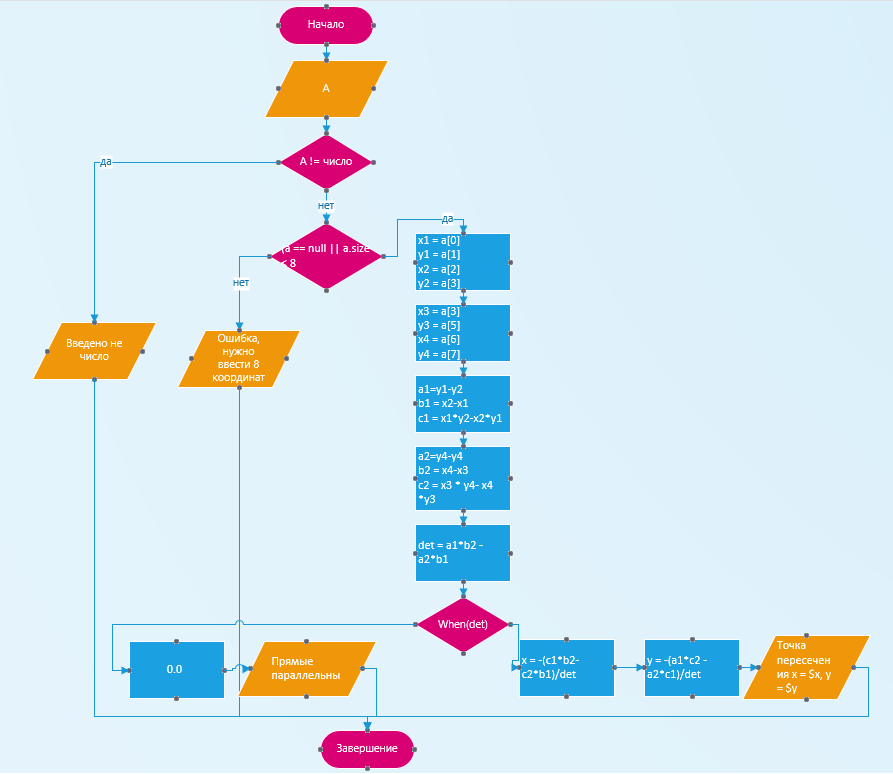 Начало
A
A != число
да
нет
(a == null || a.size
< 8
да
нет
x1 = a[0]
y1 = a[1]
x2 = a[2]
y2 = a[3]
x3 = a[3]
y3 = a[5]
x4 = a[6]
y4 = a[7]
Введено не
число
Ошибка,
нужно
ввести 8
координат
a1=y1-y2
b1 = x2-x1
c1 = x1*y2-x2*y1
a2=y4-y4
b2 = x4-x3
c2 = x3 * y4- x4
*y3
det = a1*b2 -
a2*b1
When(det)
0.0
Прямые
параллельны
x = -(c1*b2-
c2*b1)/det
y = -(a1*c2 -
a2*c1)/det
Точка
пересечен
ия x = $x, y
= $y
Завершение